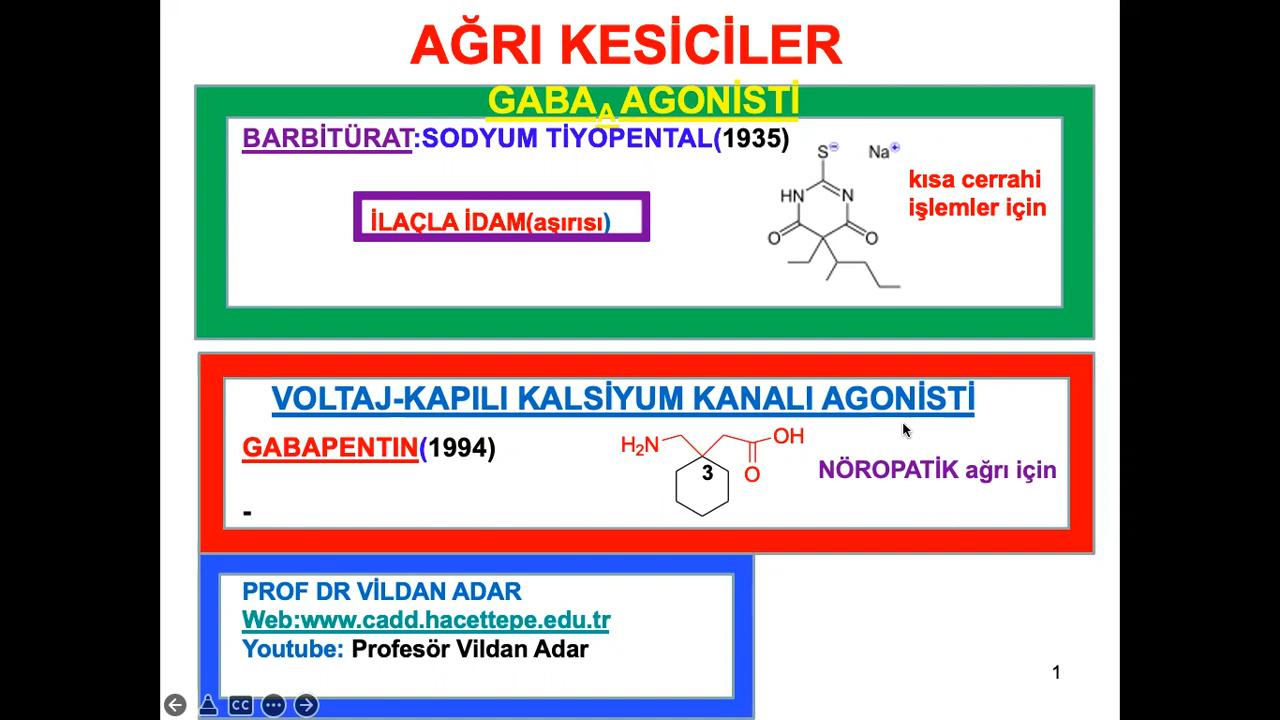 AĞRI KESİCİLER
GABAA AGONİSTİ
BARBİTÜRAT:SODYUM TİYOPENTAL(1935)
S⊖ Na+
HN N
O O
kısa cerrahi
işlemler için
İLAÇLA İDAM(aşırısı)
VOLTAJ-KAPILI KALSİYUM KANALI AGONİSTİ
GABAPENTIN(1994)
H2N OH
3 O
NÖROPATİK ağrı için
-
PROF DR VİLDAN ADAR
Web:www.cadd.hacettepe.edu.tr
Youtube: Profesör Vildan Adar
1
CC